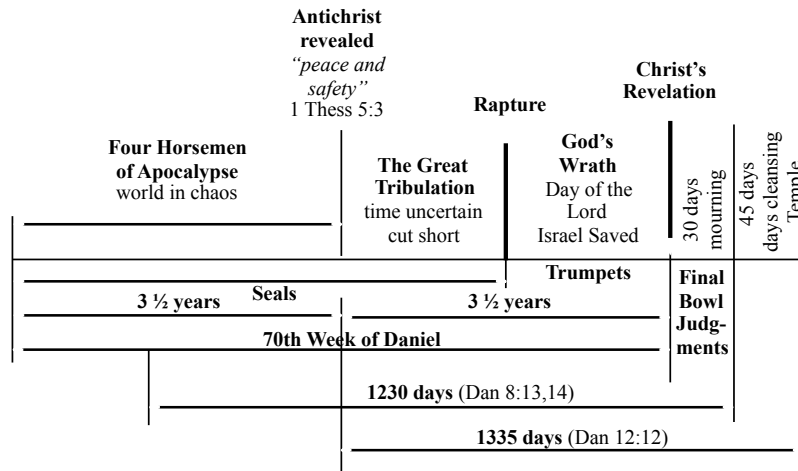 Antichrist
revealed
“peace and
safety”
1 Thess 5:3
Rapture
Christ’s
Revelation
Four Horsemen
of Apocalypse
world in chaos
The Great
Tribulation
time uncertain
cut short
God’s
Wrath
Day of the
Lord
Israel Saved
30 days
mourning
45 days
days cleansing
Temple
Seals
Trumpets
3 ½ years
3 ½ years
Final
Bowl
Judg-
ments
70th Week of Daniel
1230 days (Dan 8:13,14)
1335 days (Dan 12:12)